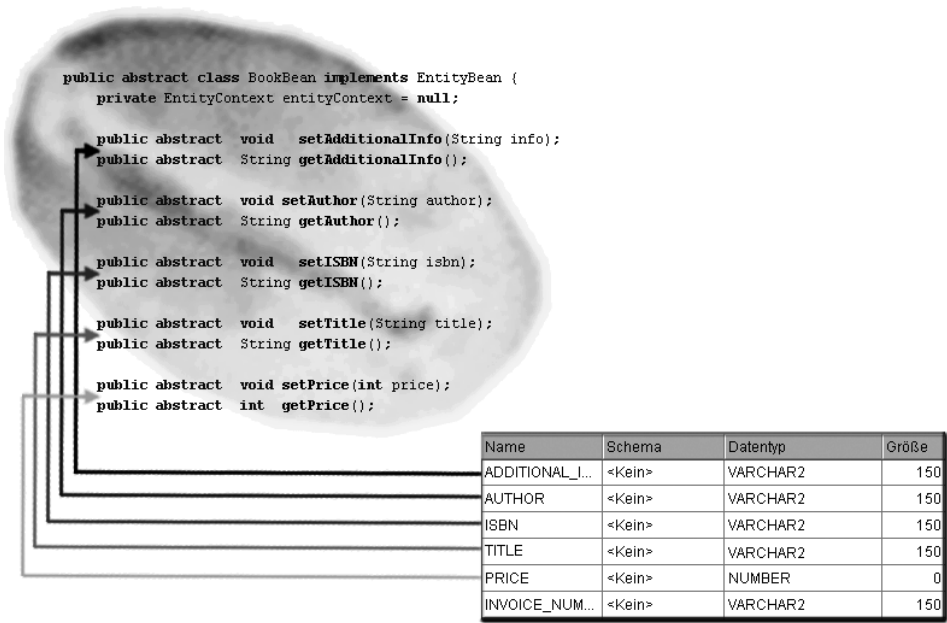 public abstract class BookBean implements EntityBean {
private EntityContext entityContext = null;
public abstract void setAdditionalInfo(String info);
public abstract String getAdditionalInfo();
public abstract void setAuthor(String author);
public abstract String getAuthor();
public abstract void setISBN(String isbn);
public abstract String getISBN();
public abstract void setTitle(String title);
public abstract String getTitle();
public abstract void setPrice(int price);
public abstract int getPrice();
Name Schema Datentyp Größe
ADDITIONAL_I... <Kein> VARCHAR2 150
AUTHOR <Kein> VARCHAR2 150
ISBN <Kein> VARCHAR2 150
TITLE <Kein> VARCHAR2 150
PRICE <Kein> NUMBER 0
INVOICE_NUM... <Kein> VARCHAR2 150